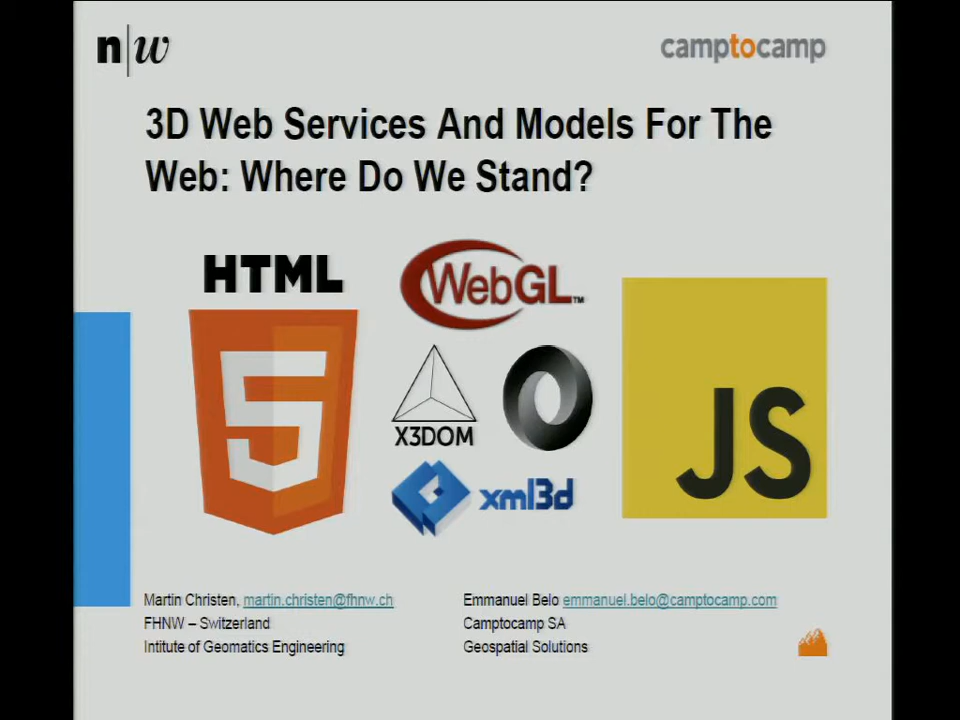 n|w
camptocamp
3D Web Services And Models For The
Web: Where Do We Stand?
HTML
5
WebGL™
X3DOM
xml3d
JS
Martin Christen, martin.christen@fhnw.ch
FHNW – Switzerland
Intitute of Geomatics Engineering
Emmanuel Belo emmanuel.belo@camptocamp.com
Camptocamp SA
Geospatial Solutions